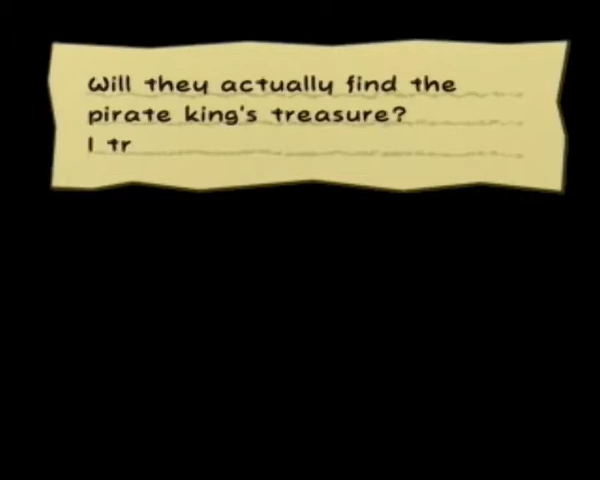 Will they actually find the
pirate king's treasure?
I tr